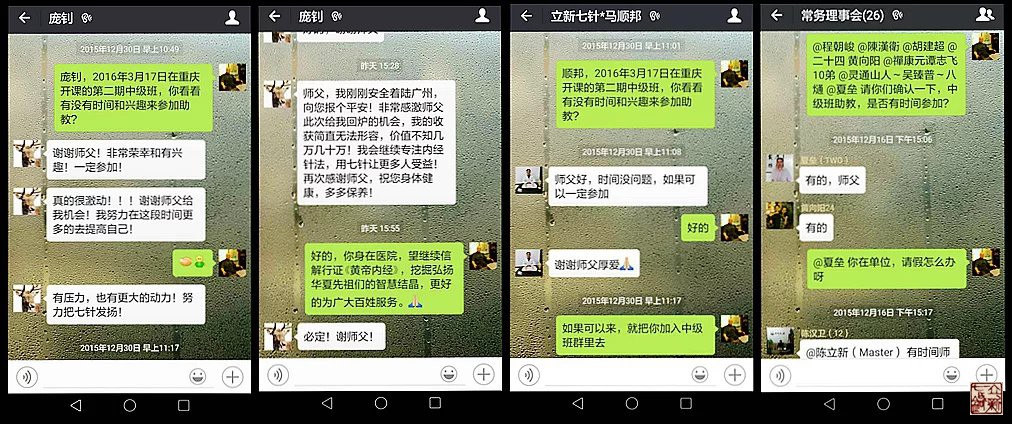 庞钊
2015年12月30日 早上10:49
庞钊，2016年3月17日在重庆
开课的第二期中级班，你看看
有没有时间和兴趣来参加助
教？
谢谢师父！非常荣幸和有兴
趣！一定参加！
真的很激动！！！谢谢师父给
我机会！我努力在这段时间更
多的去提高自己！
有压力，也有更大的动力！努
力把七针发扬！
2015年12月30日 早上11:17
庞钊
昨天 15:28
师父，我刚刚安全着陆广州，
向您报个平安！非常感激师父
此次给我回炉的机会，我的收
获简直无法形容，价值不知几
万几十万！我会继续专注内经
针法，用七针让更多人受益！
再次感谢师父，祝您身体健
康，多多保养！
昨天 15:55
好的，你身在医院，望继续信
解行证《黄帝内经》，挖掘弘扬
华夏先祖们的智慧结晶，更好
的为广大百姓服务。🙏
必定！谢师父！
立新七针*马顺邦
2015年12月30日 早上11:01
顺邦，2016年3月17日在重庆
开课的第二期中级班，你看看
有没有时间和兴趣来参加助
教？
2015年12月30日 早上11:08
师父好，时间没问题，如果可
以一定参加
好的
谢谢师父厚爱🙏
2015年12月30日 早上11:17
如果可以来，就把你加入中级
班群里去
常务理事会(26)
@程朝峻 @陳漢衛 @胡建超 @
二十四 黄向阳 @禪康元谭志飞
10弟 @灵通山人～吴臻普～八
煺 @夏垒 请你们确认一下，中
级班助教，是否有时间参加？
2015年12月16日 下午15:06
夏垒（TWO）
有的，师父
黄向阳24
有的
@夏垒 你在单位，请假怎么办
呀
2015年12月16日 下午15:17
陈汉卫（12）
@陈立新（Master）有时间师